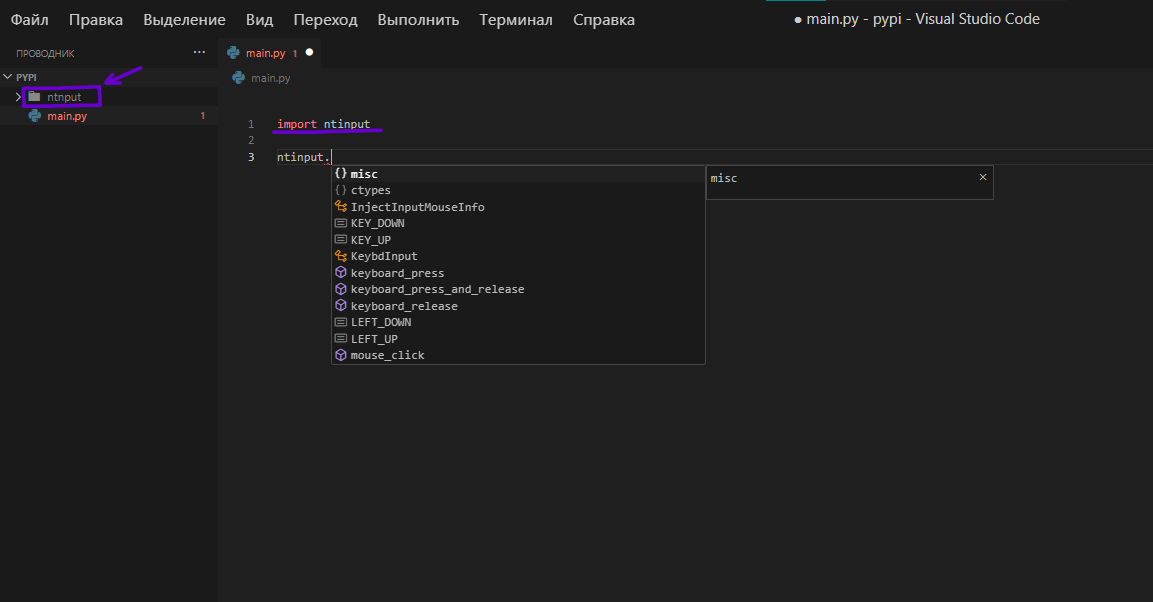 Файл Правка Выделение Вид Переход Выполнить Терминал Справка ● main.py - pypi - Visual Studio Code
ПРОВОДНИК ...
main.py 1 ●
PYPI
main.py
ntnput
main.py 1
1 import ntinput
2
3 ntinput.
{} misc
misc ×
{} ctypes
InjectInputMouseInfo
KEY_DOWN
KEY_UP
KeybdInput
keyboard_press
keyboard_press_and_release
keyboard_release
LEFT_DOWN
LEFT_UP
mouse_click